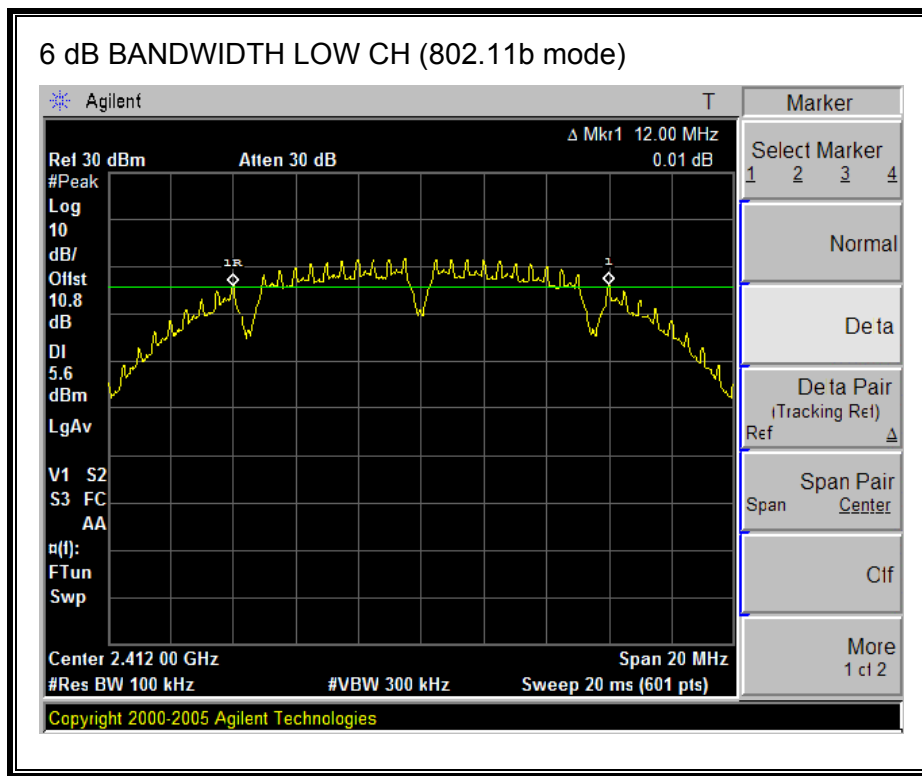 6 dB BANDWIDTH LOW CH (802.11b mode)
Agilent T
Δ Mkr1 12.00 MHz
Ref 30 dBm Atten 30 dB 0.01 dB
#Peak
Log
10
dB/
Offst
10.8
dB
DI
5.6
dBm
LgAv
V1 S2
S3 FC
AA
¤(f):
FTun
Swp
1R
1
Center 2.412 00 GHz Span 20 MHz
#Res BW 100 kHz #VBW 300 kHz Sweep 20 ms (601 pts)
Copyright 2000-2005 Agilent Technologies
Marker
Select Marker
1 2 3 4
Normal
Delta
Delta Pair
(Tracking Ref)
Ref Δ
Span Pair
Span Center
Off
More
1 of 2